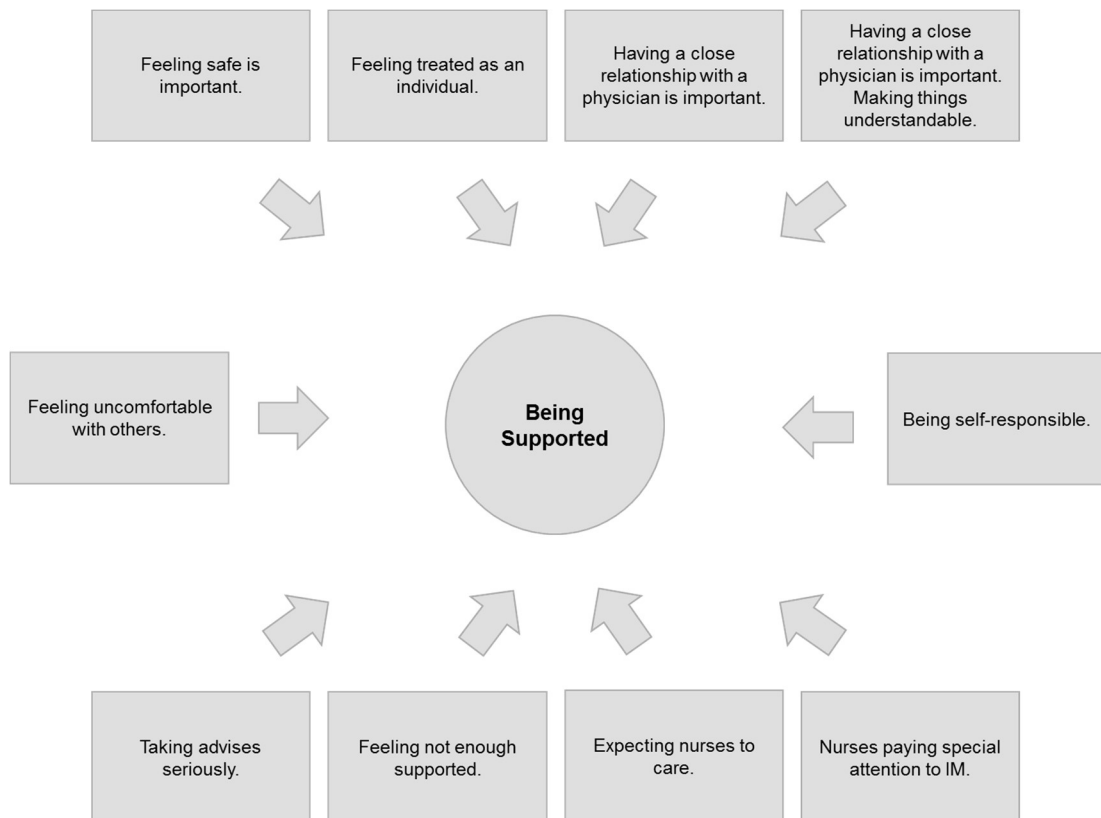 Feeling safe is
important.
Feeling treated as an
individual.
Having a close
relationship with a
physician is important.
Having a close
relationship with a
physician is important.
Making things
understandable.
Feeling uncomfortable
with others.
Being
Supported
Being self-responsible.
Taking advises
seriously.
Feeling not enough
supported.
Expecting nurses to
care.
Nurses paying special
attention to IM.